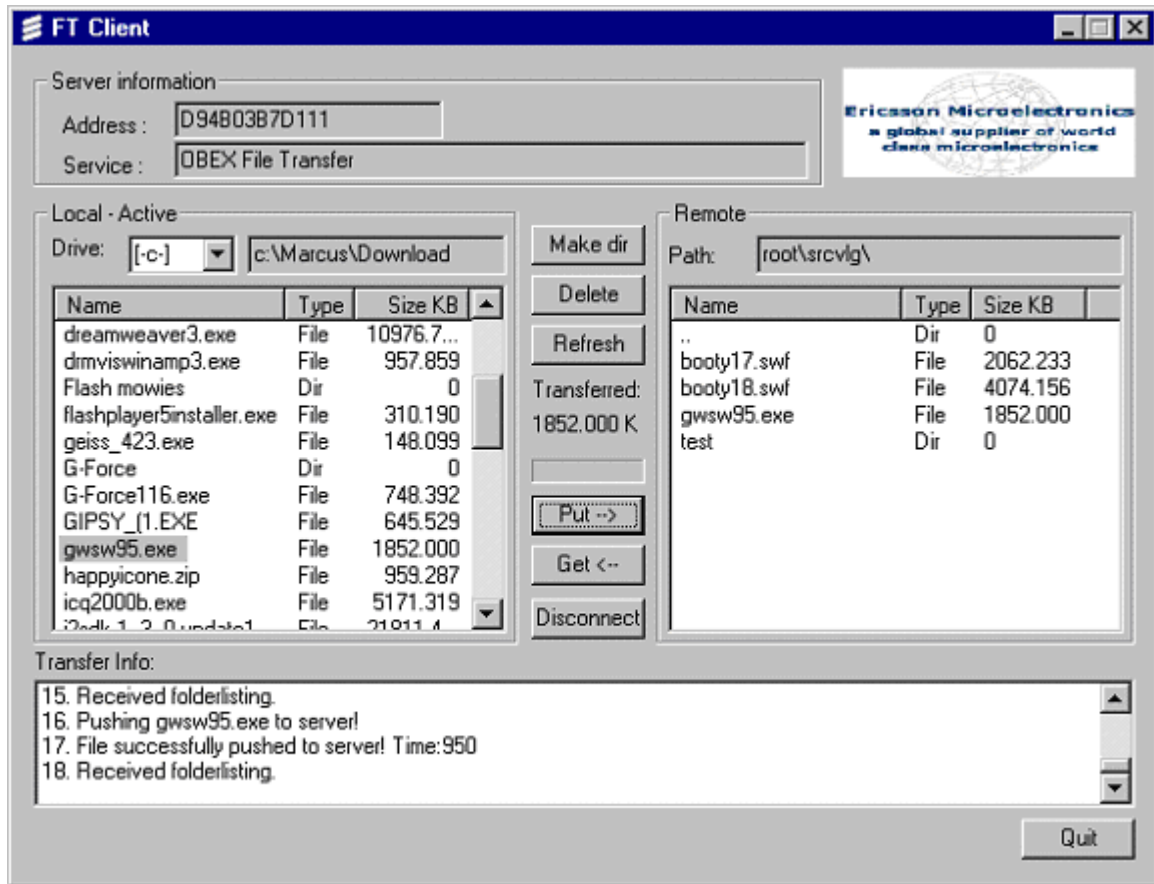 FT Client
Server information
Address : D94B03B7D111
Service : OBEX File Transfer
Ericsson Microelectronics
a global supplier of world
class microelectronics
Local - Active
Drive: [-c-] c:\Marcus\Download
Name Type Size KB
dreamweaver3.exe File 10976.7...
drmviswinamp3.exe File 957.859
Flash mowies Dir 0
flashplayer5installer.exe File 310.190
geiss_423.exe File 148.099
G-Force Dir 0
G-Force116.exe File 748.392
GIPSY_(1.EXE File 645.529
gwsw95.exe File 1852.000
happyicone.zip File 959.287
icq2000b.exe File 5171.319
File
Make dir
Delete
Refresh
Transferred:
1852.000 K
Put -->
Get <--
Disconnect
Remote
Path: root\srcvlg\
Name Type Size KB
.. Dir 0
booty17.swf File 2062.233
booty18.swf File 4074.156
gwsw95.exe File 1852.000
test Dir 0
Transfer Info:
15. Received folderlisting.
16. Pushing gwsw95.exe to server!
17. File successfully pushed to server! Time:950
18. Received folderlisting.
Quit